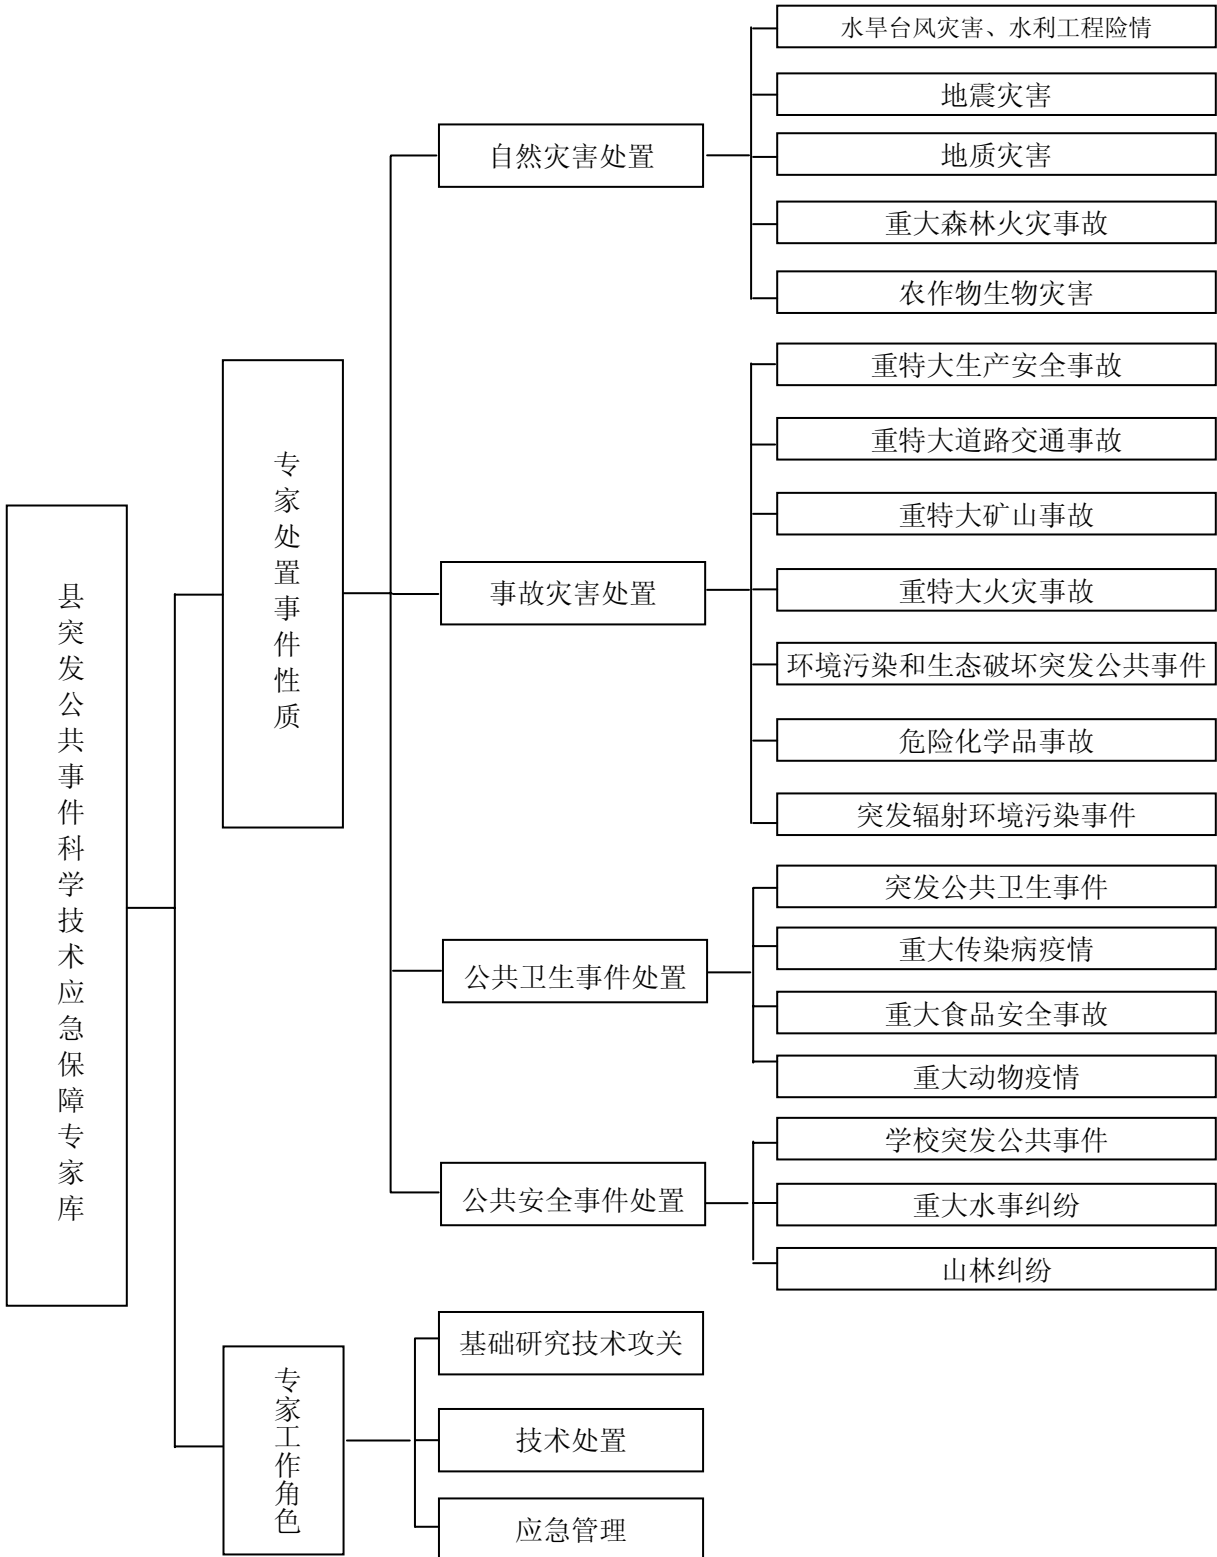 县突发公共事件科学技术应急保障专家库
专家处置事件性质
自然灾害处置
水旱台风灾害、水利工程险情
地震灾害
地质灾害
重大森林火灾事故
农作物生物灾害
事故灾害处置
重特大生产安全事故
重特大道路交通事故
重特大矿山事故
重特大火灾事故
环境污染和生态破坏突发公共事件
危险化学品事故
突发辐射环境污染事件
公共卫生事件处置
突发公共卫生事件
重大传染病疫情
重大食品安全事故
重大动物疫情
公共安全事件处置
学校突发公共事件
重大水事纠纷
山林纠纷
专家工作角色
基础研究技术攻关
技术处置
应急管理